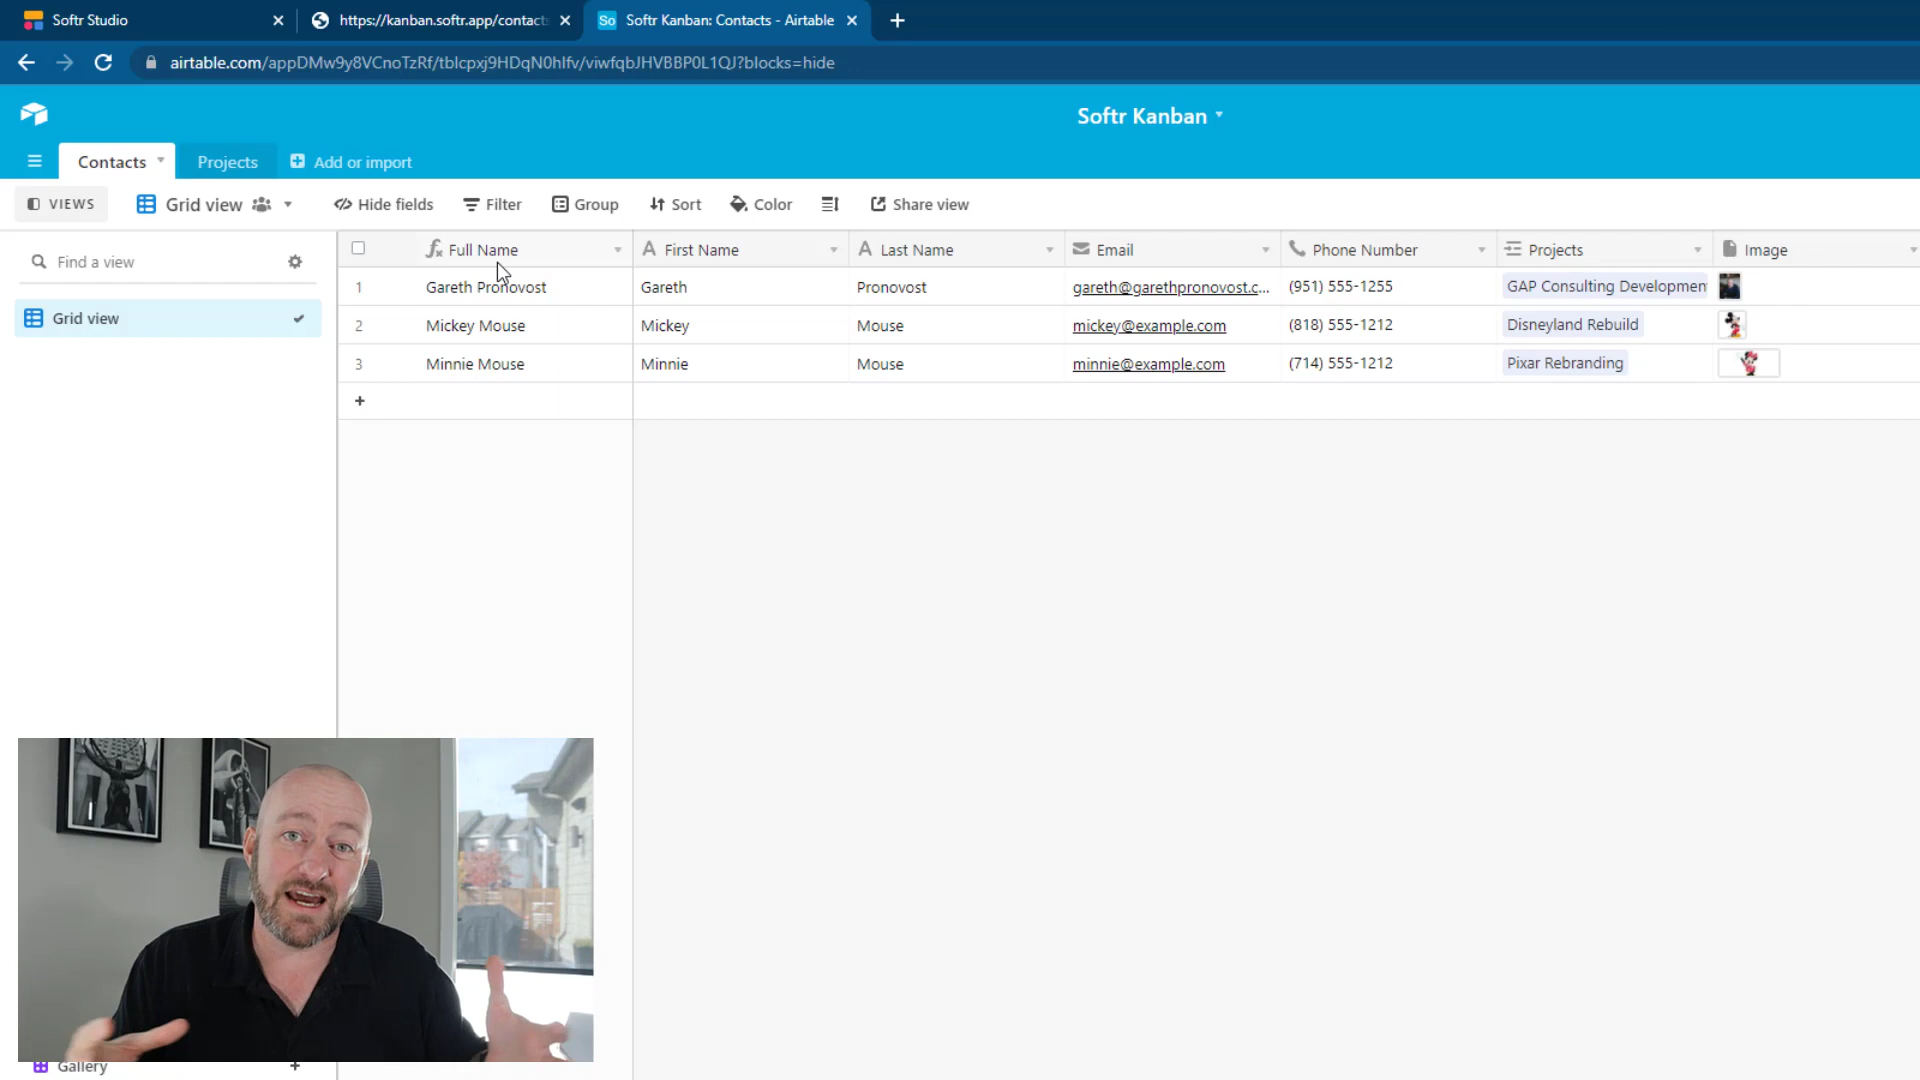 Softr Studio
https://kanban.softr.app/contacts
So Softr Kanban: Contacts - Airtable
airtable.com/appDMw9y8VCnoTzRf/tblcpxj9HDqN0hIfv/viwfqbJHVBBP0L1QJ?blocks=hide
Softr Kanban
Contacts Projects Add or import
VIEWS Grid view Hide fields Filter Group Sort Color Share view
Find a view
Grid view
Full Name First Name Last Name Email Phone Number Projects Image
1 Gareth Pronovost Gareth Pronovost gareth@garethpronovost.c... (951) 555-1255 GAP Consulting Developmen
2 Mickey Mouse Mickey Mouse mickey@example.com (818) 555-1212 Disneyland Rebuild
3 Minnie Mouse Minnie Mouse minnie@example.com (714) 555-1212 Pixar Rebranding
Gallery